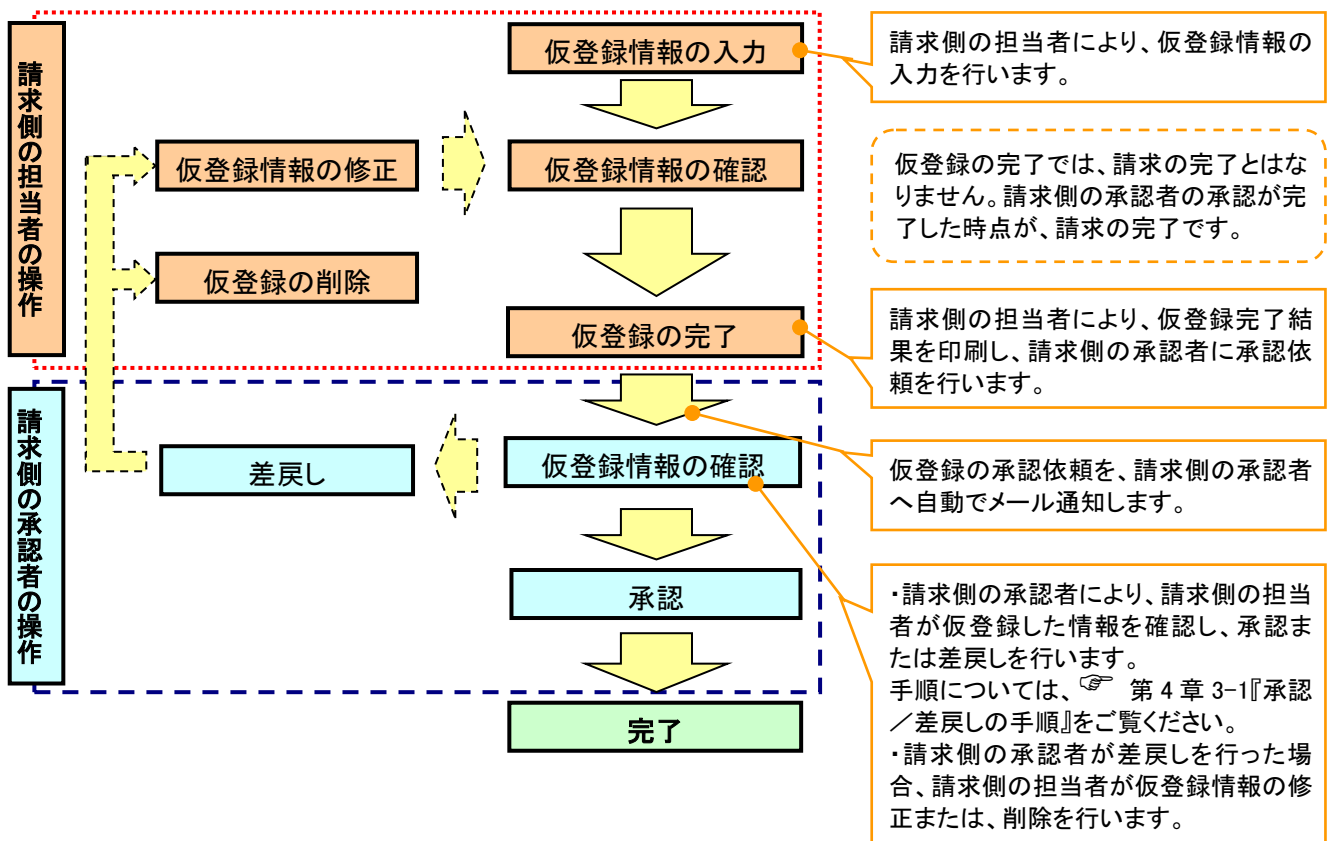 請求側の担当者の操作
仮登録情報の入力
仮登録情報の修正
仮登録情報の確認
仮登録の削除
仮登録の完了
請求側の承認者の操作
差戻し
仮登録情報の確認
承認
完了
請求側の担当者により、仮登録情報の
入力を行います。
仮登録の完了では、請求の完了とはな
りません。請求側の承認者の承認が完
了した時点が、請求の完了です。
請求側の担当者により、仮登録完了結
果を印刷し、請求側の承認者に承認依
頼を行います。
仮登録の承認依頼を、請求側の承認者
へ自動でメール通知します。
・請求側の承認者により、請求側の担当
者が仮登録した情報を確認し、承認ま
たは差戻しを行います。
手順については、☞ 第4章 3-1『承認
／差戻しの手順』をご覧ください。
・請求側の承認者が差戻しを行った場
合、請求側の担当者が仮登録情報の修
正または、削除を行います。